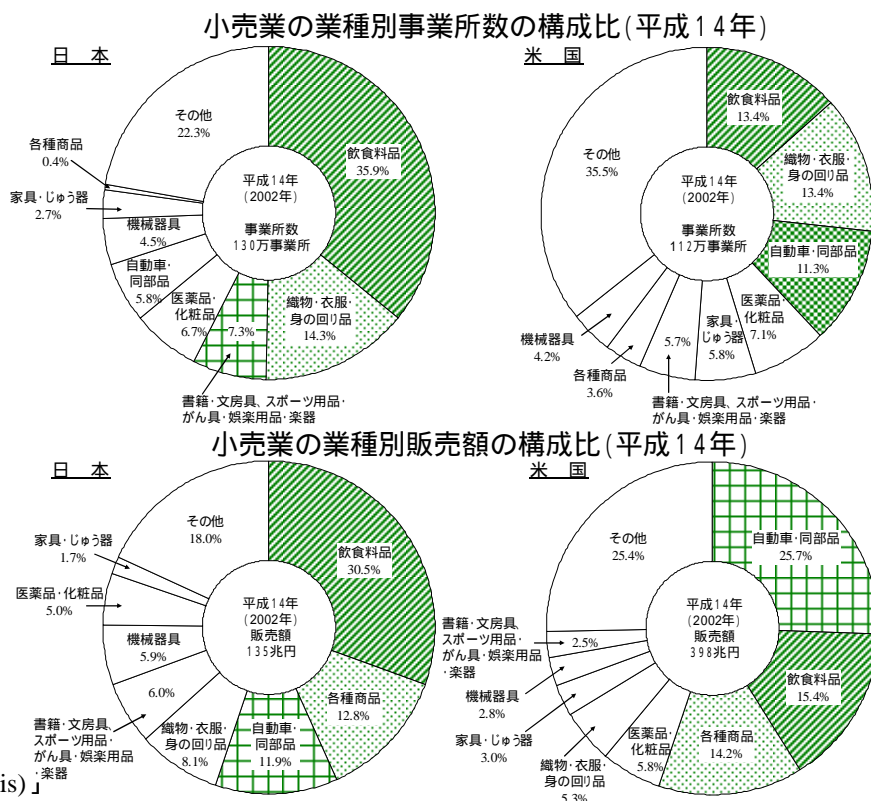 小売業の業種別事業所数の構成比(平成14年)
日 本
その他
22.3%
各種商品
0.4%
家具・じゅう器
2.7%
機械器具
4.5%
自動車・
同部品
5.8%
医薬品・
化粧品
6.7%
7.3%
書籍・文房具、スポーツ用品・
がん具・娯楽用品・楽器
織物・衣服・
身の回り品
14.3%
飲食料品
35.9%
平成14年
(2002年)
事業所数
130万事業所
米 国
その他
35.5%
飲食料品
13.4%
織物・衣服・
身の回り品
13.4%
自動車・同部品
11.3%
医薬品・
化粧品
7.1%
家具・
じゅう器
5.8%
5.7%
書籍・文房具、スポーツ用品・
がん具・娯楽用品・楽器
各種商品
3.6%
機械器具
4.2%
平成14年
(2002年)
事業所数
112万事業所
小売業の業種別販売額の構成比(平成14年)
日 本
その他
18.0%
家具・じゅう器
1.7%
医薬品・化粧品
5.0%
機械器具
5.9%
6.0%
書籍・文房具、
スポーツ用品・
がん具・娯楽用品
・楽器
織物・衣服・
身の回り品
8.1%
自動車・
同部品
11.9%
各種商品
12.8%
飲食料品
30.5%
平成14年
(2002年)
販売額
135兆円
米 国
その他
25.4%
自動車・同部品
25.7%
飲食料品
15.4%
各種商品
14.2%
医薬品・
化粧品
5.8%
織物・衣服・
身の回り品
5.3%
家具・じゅう器
3.0%
機械器具
2.8%
書籍・文房具、
スポーツ用品・
がん具・娯楽用品
・楽器
2.5%
平成14年
(2002年)
販売額
398兆円
is)」